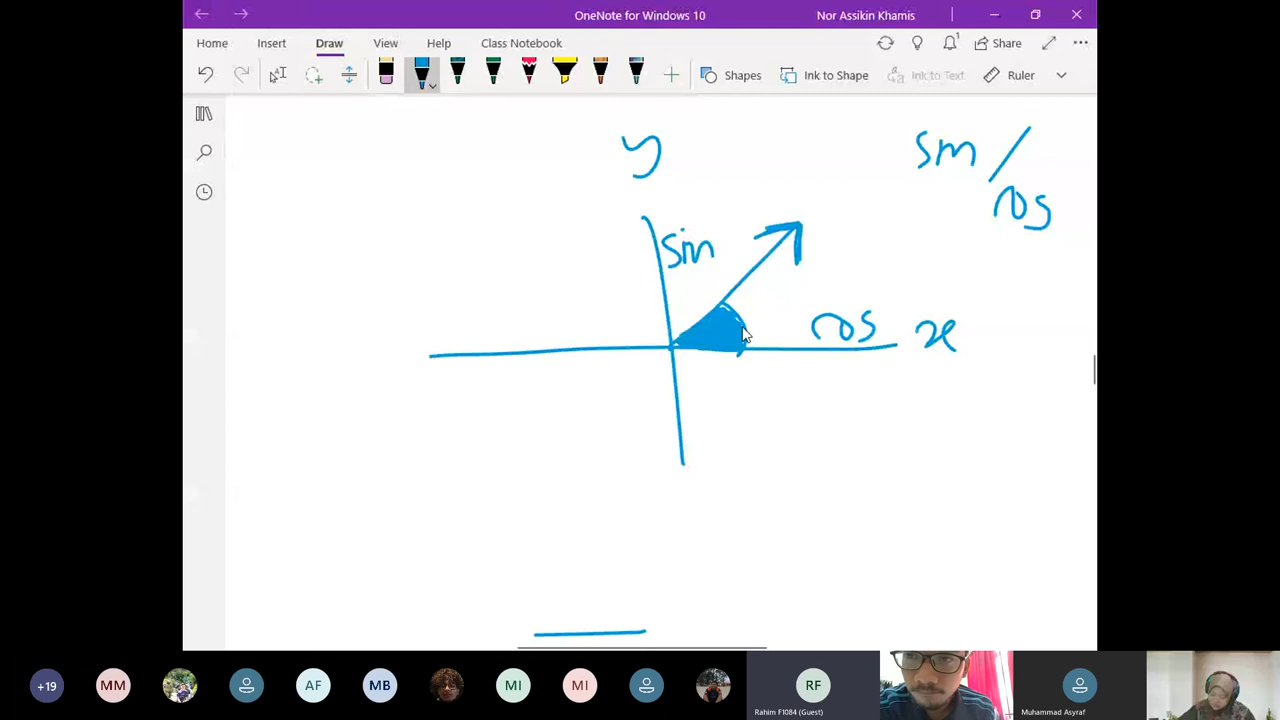 OneNote for Windows 10
Nor Assikin Khamis
Home Insert Draw View Help Class Notebook
Share
Shapes
Ink to Shape
Ink to Text
Ruler
y
sin /
cos
sin
cos x
+19
MM
AF
MB
MI
MI
RF
Rahim F1084 (Guest)
Muhammad Asyraf